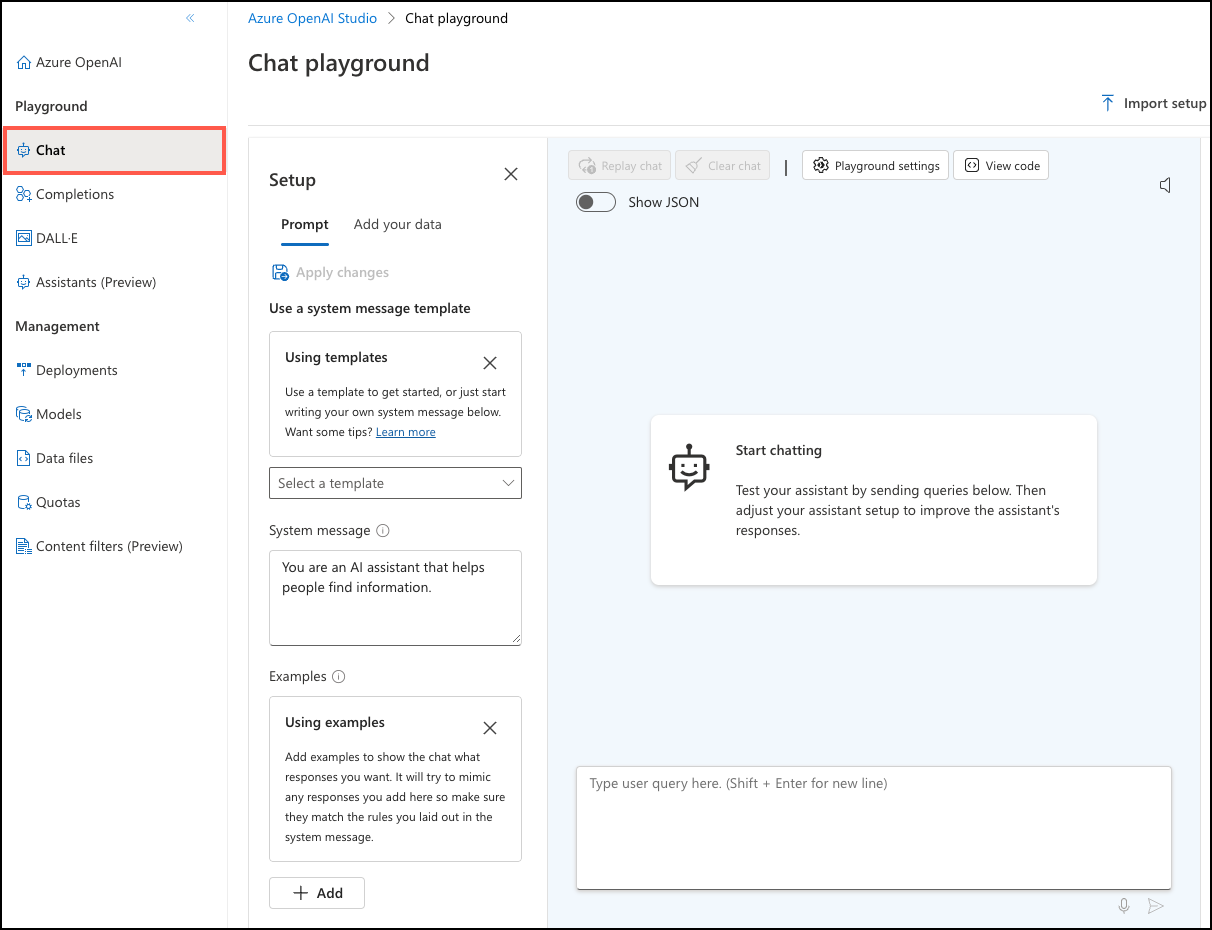 Azure OpenAI Studio > Chat playground
Chat playground
Import setup
Azure OpenAI
Playground
Chat
Completions
DALL·E
Assistants (Preview)
Management
Deployments
Models
Data files
Quotas
Content filters (Preview)
Setup
Prompt Add your data
Apply changes
Use a system message template
Using templates
Use a template to get started, or just start
writing your own system message below.
Want some tips? Learn more
Select a template
System message
You are an AI assistant that helps
people find information.
Examples
Using examples
Add examples to show the chat what
responses you want. It will try to mimic
any responses you add here so make sure
they match the rules you laid out in the
system message.
Add
Replay chat Clear chat | Playground settings View code
Show JSON
Start chatting
Test your assistant by sending queries below. Then
adjust your assistant setup to improve the assistant's
responses.
Type user query here. (Shift + Enter for new line)